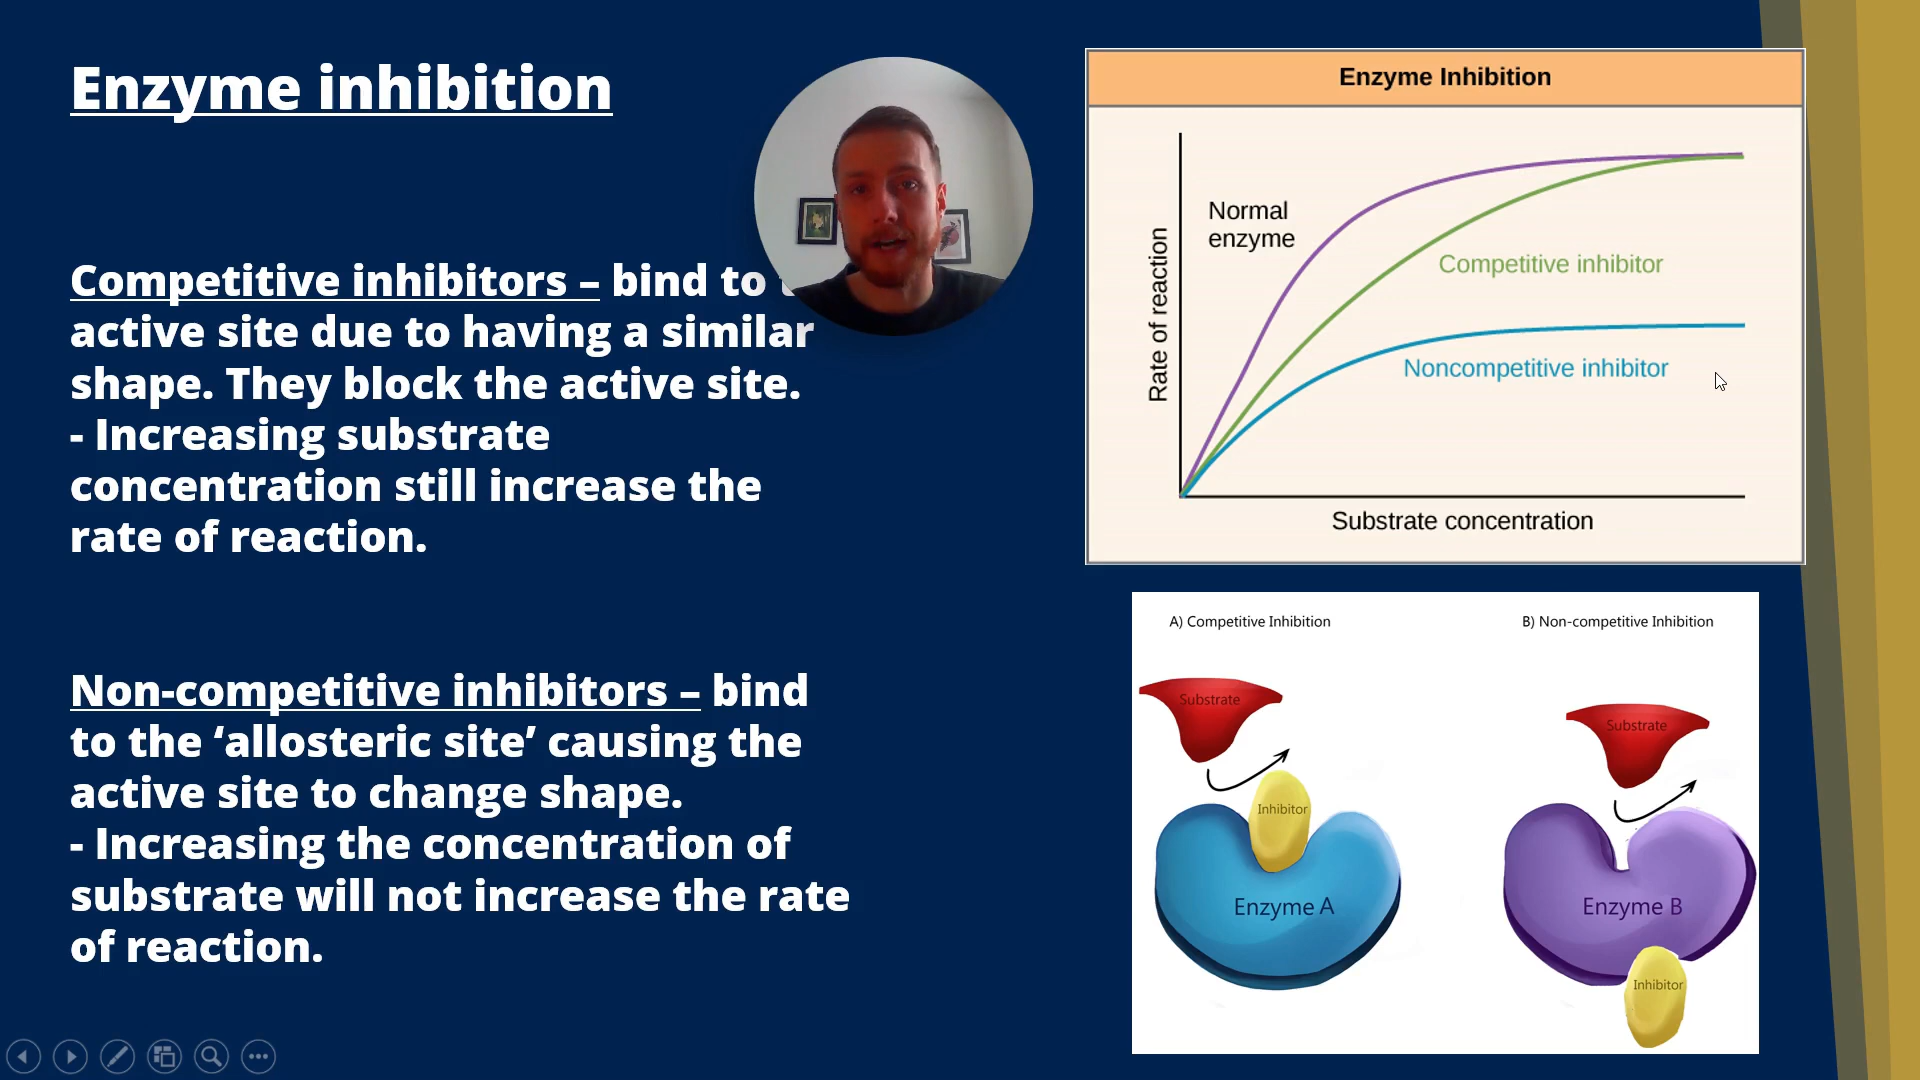 Enzyme inhibition
Competitive inhibitors – bind to
active site due to having a similar
shape. They block the active site.
- Increasing substrate
concentration still increase the
rate of reaction.
Non-competitive inhibitors – bind
to the ‘allosteric site’ causing the
active site to change shape.
- Increasing the concentration of
substrate will not increase the rate
of reaction.
Enzyme Inhibition
Normal
enzyme
Competitive inhibitor
Noncompetitive inhibitor
Rate of reaction
Substrate concentration
A) Competitive Inhibition
B) Non-competitive Inhibition
Substrate
Substrate
Inhibitor
Enzyme A
Enzyme B
Inhibitor